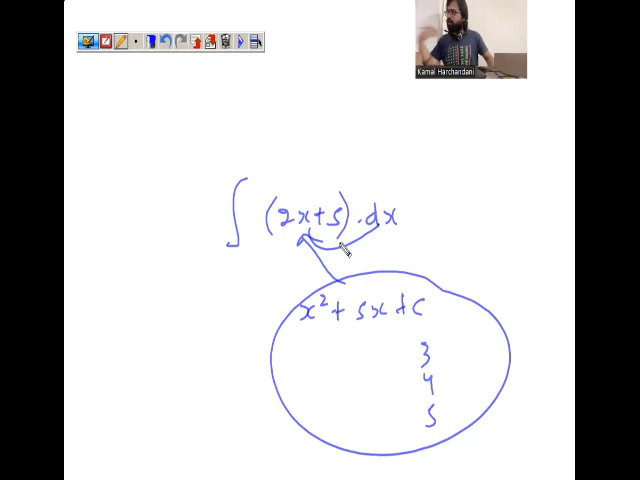 Kamal Harchandani
∫ (2x+5).dx
x²+5x+c
3
4
5